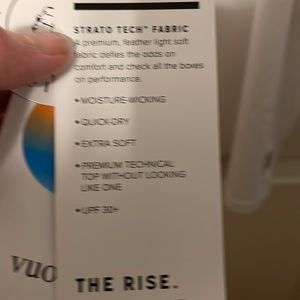 STRATO TECH™ FABRIC
A premium, feather light soft
fabric defies the odds on
comfort and check all the boxes
on performance.
•MOISTURE-WICKING
•QUICK-DRY
•EXTRA SOFT
•PREMIUM TECHNICAL
TOP WITHOUT LOOKING
LIKE ONE
•UPF 30+
vuo
THE RISE.